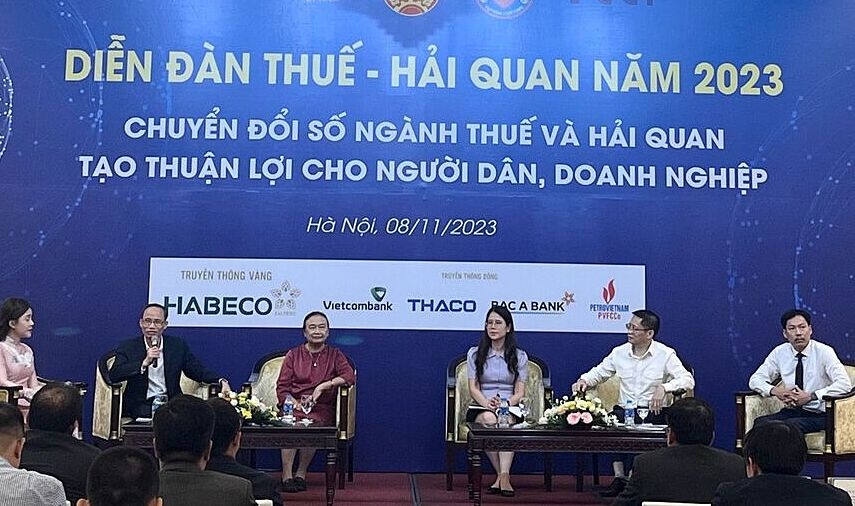 DIỄN ĐÀN THUẾ - HẢI QUAN NĂM 2023
CHUYỂN ĐỔI SỐ NGÀNH THUẾ VÀ HẢI QUAN
TẠO THUẬN LỢI CHO NGƯỜI DÂN, DOANH NGHIỆP
Hà Nội, 08/11/2023
TRUYỀN THÔNG VÀNG
TRUYỀN THÔNG ĐỒNG
HABECO
Vietcombank
THACO
BAC A BANK
PETROVIETNAM
PVFCCo